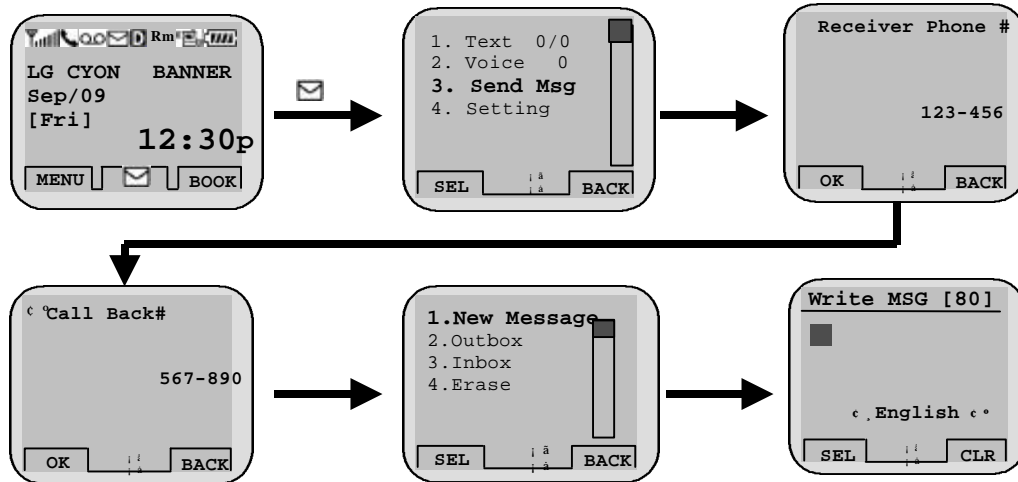 Rm
LG CYON BANNER
Sep/09
[Fri]
12:30p
MENU BOOK
1. Text 0/0
2. Voice 0
3. Send Msg
4. Setting
SEL BACK
Receiver Phone #
123-456
OK BACK
Call Back#
567-890
OK BACK
1.New Message
2.Outbox
3.Inbox
4.Erase
SEL BACK
Write MSG [80]
English
SEL CLR